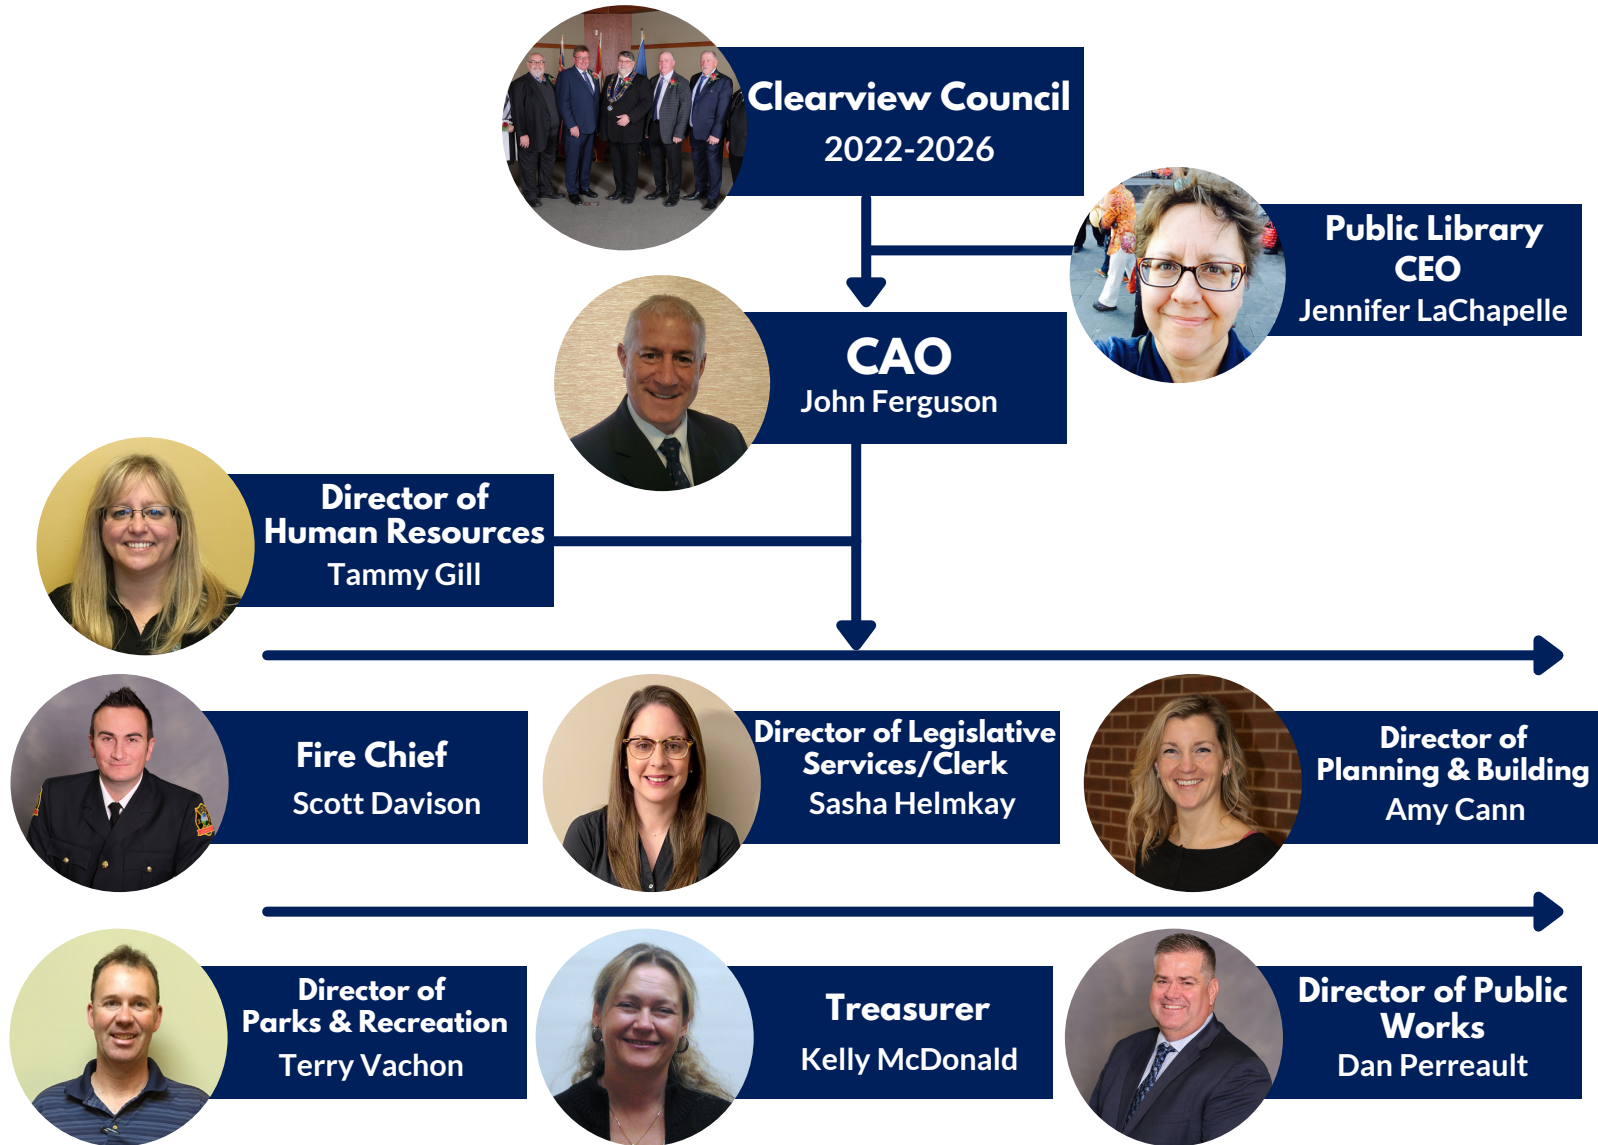 Clearview Council
2022-2026
Public Library
CEO
Jennifer LaChapelle
CAO
John Ferguson
Director of
Human Resources
Tammy Gill
Fire Chief
Scott Davison
Director of Legislative
Services/Clerk
Sasha Helmkay
Director of
Planning & Building
Amy Cann
Director of
Parks & Recreation
Terry Vachon
Treasurer
Kelly McDonald
Director of Public
Works
Dan Perreault